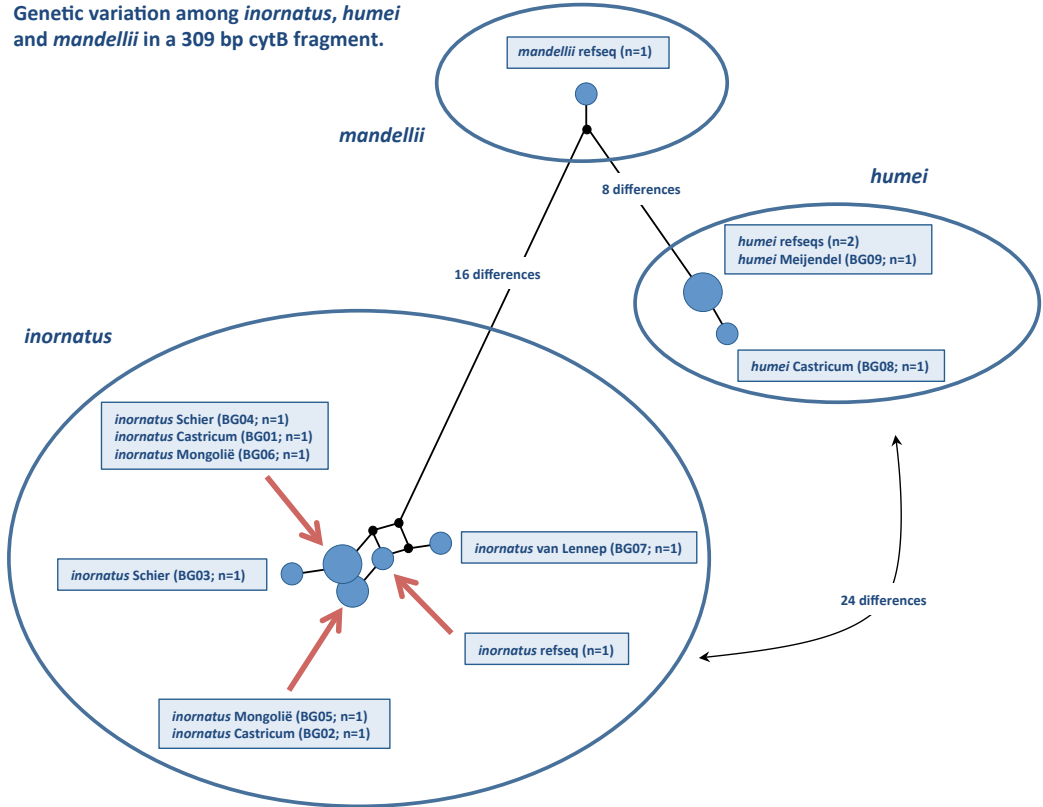 Genetic variation among inornatus, humei
and mandellii in a 309 bp cytB fragment.
mandellii refseq (n=1)
mandellii
8 differences
humei
humei refseqs (n=2)
humei Meijendel (BG09; n=1)
16 differences
inornatus
humei Castricum (BG08; n=1)
inornatus Schier (BG04; n=1)
inornatus Castricum (BG01; n=1)
inornatus Mongolië (BG06; n=1)
inornatus van Lennep (BG07; n=1)
inornatus Schier (BG03; n=1)
24 differences
inornatus refseq (n=1)
inornatus Mongolië (BG05; n=1)
inornatus Castricum (BG02; n=1)